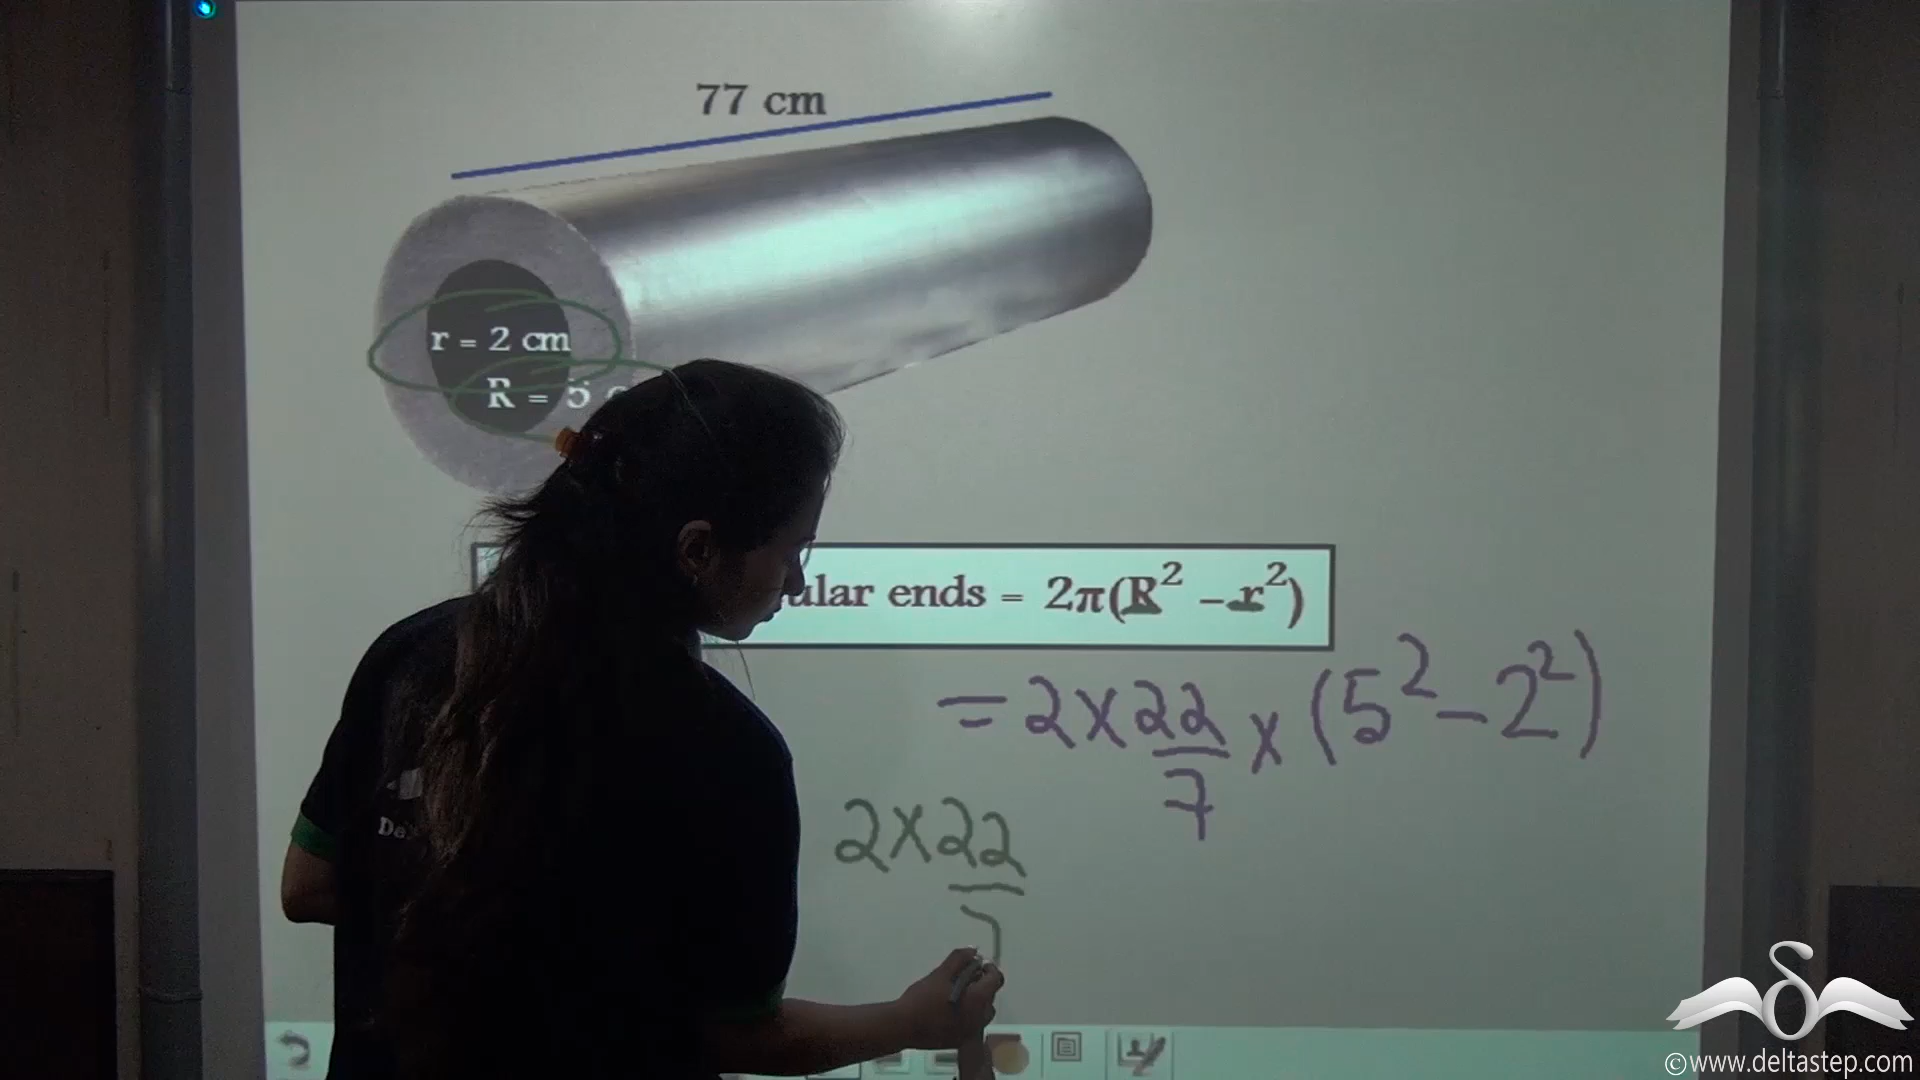 77 cm
r = 2 cm
R = 5
ular ends = 2π(R² – r²)
= 2 × 22/7 × (5² – 2²)
2 × 22
De
©www.deltastep.com